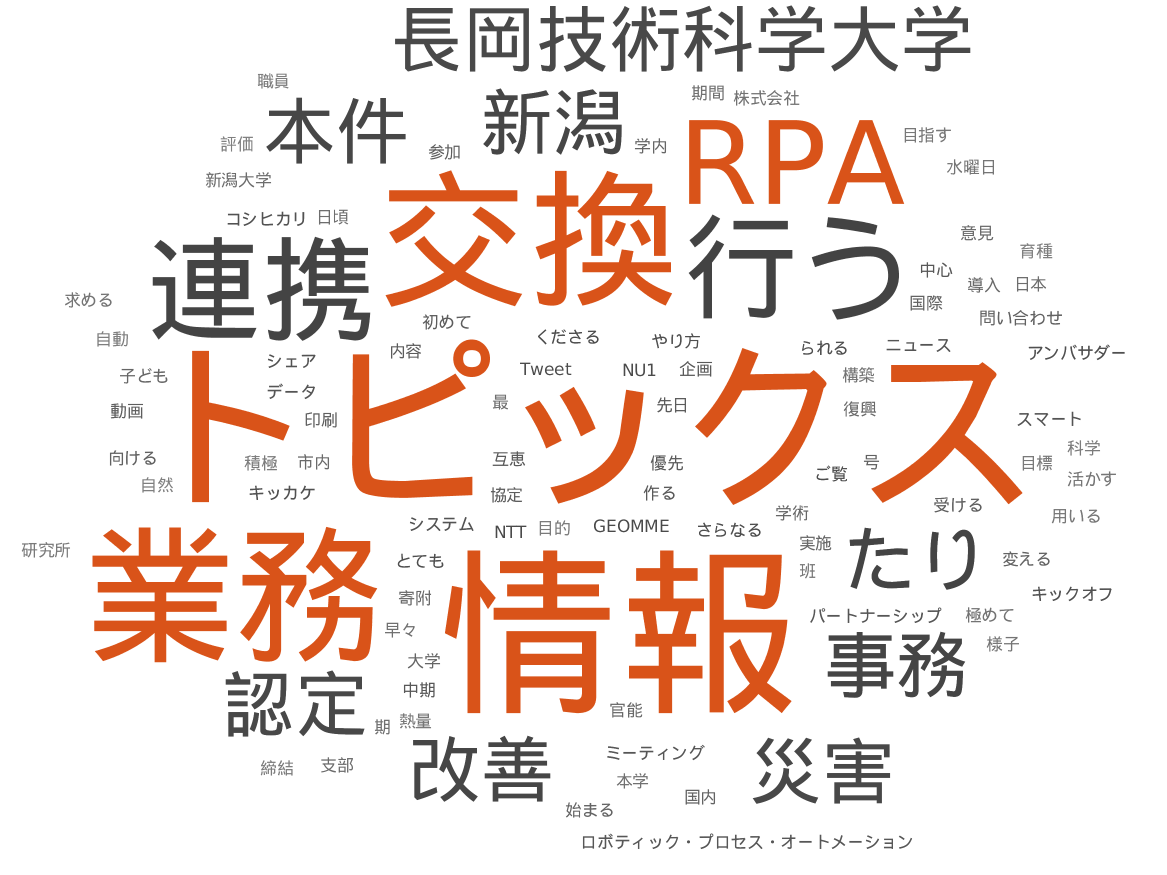 長岡技術科学大学
職員
期間
株式会社
本件
新潟
RPA
目指す
評価
参加
学内
水曜日
新潟大学
交換
コシヒカリ
日頃
連携
行う
意見
育種
中心
導入
日本
求める
国際
問い合わせ
自動
初めて
くださる
やり方
られる
ニュース
アンバサダー
内容
シェア
トピックス
Tweet
NU1
企画
構築
子ども
データ
動画
印刷
最
先日
復興
スマート
向ける
積極
市内
互恵
優先
号
目標
科学
自然
キッカケ
協定
作る
ご覧
活かす
受ける
用いる
システム
NTT
目的
GEOMME
さらなる
学術
研究所
業務
とても
情報
実施
班
たり
変える
寄附
キックオフ
早々
パートナーシップ
極めて
大学
事務
様子
認定
中期
期
熱量
官能
締結
支部
改善
ミーティング
本学
災害
国内
始まる
ロボティック・プロセス・オートメーション